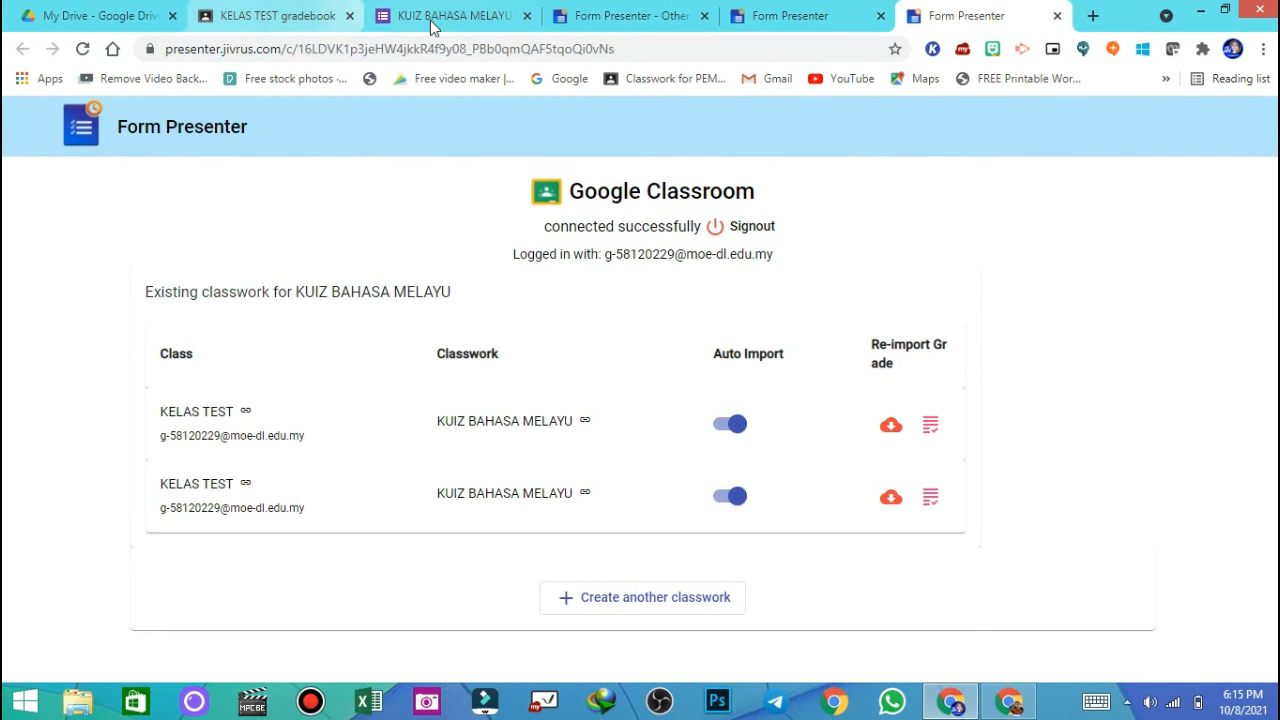 My Drive - Google Driv
KELAS TEST gradebook
KUIZ BAHASA MELAYU
Form Presenter - Other
Form Presenter
Form Presenter
presenter.jivrus.com/c/16LDVK1p3jeHW4jkkR4f9y08_PBb0qmQAF5tqoQi0vNs
Apps
Remove Video Back...
Free stock photos ·...
Free video maker |...
Google
Classwork for PEM...
Gmail
YouTube
Maps
FREE Printable Wor...
»
Reading list
Form Presenter
Google Classroom
connected successfully Signout
Logged in with: g-58120229@moe-dl.edu.my
Existing classwork for KUIZ BAHASA MELAYU
Class
Classwork
Auto Import
Re-import Gr
ade
KELAS TEST
g-58120229@moe-dl.edu.my
KUIZ BAHASA MELAYU
KELAS TEST
g-58120229@moe-dl.edu.my
KUIZ BAHASA MELAYU
+ Create another classwork
MPC BE
Ps
6:15 PM
10/8/2021